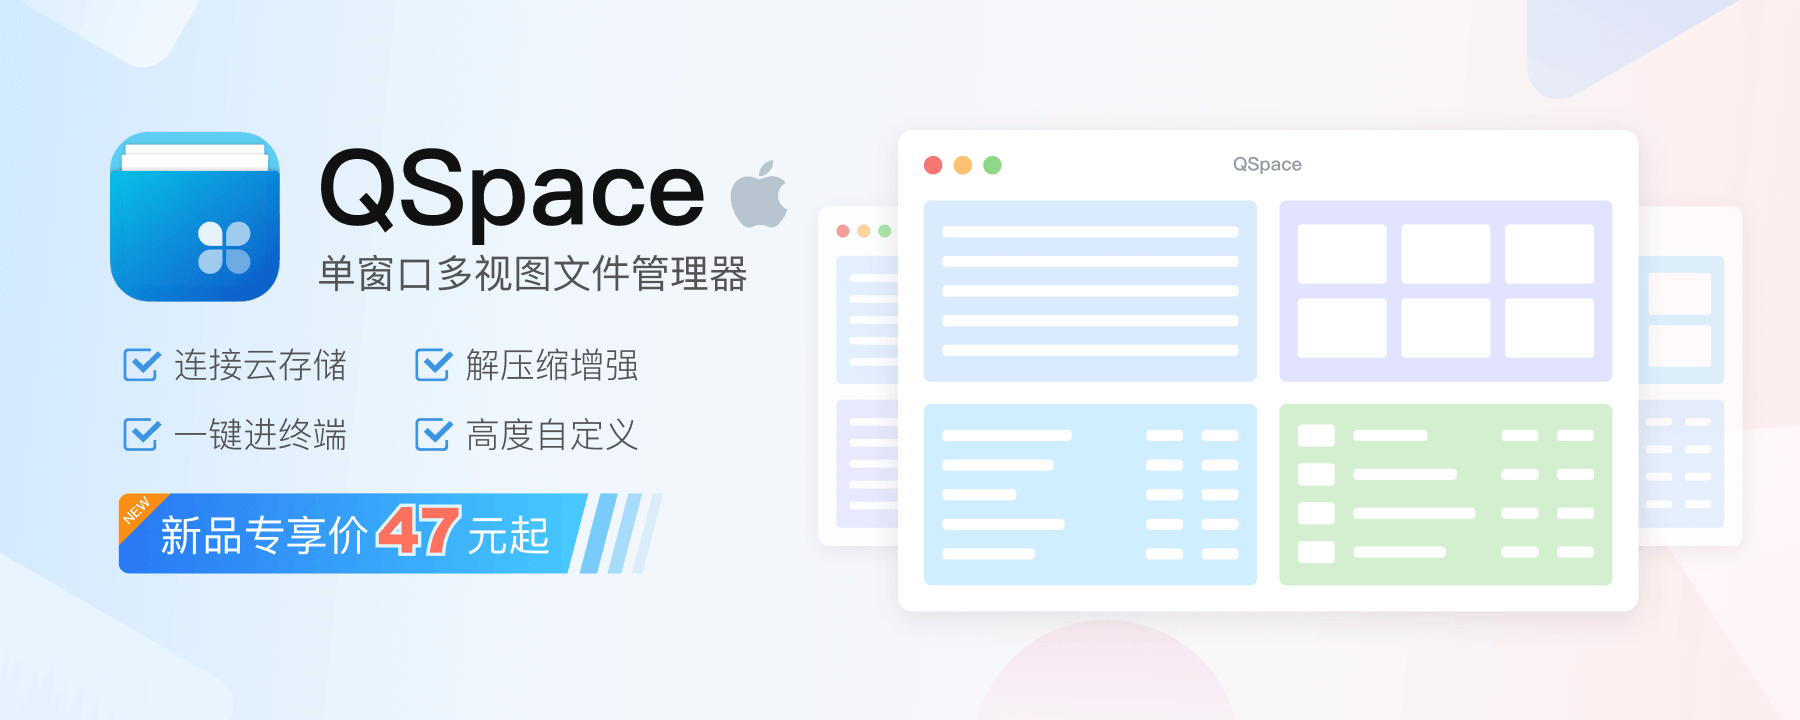 QSpace
单窗口多视图文件管理器
连接云存储
解压缩增强
一键进终端
高度自定义
NEW
新品专享价47元起
QSpace